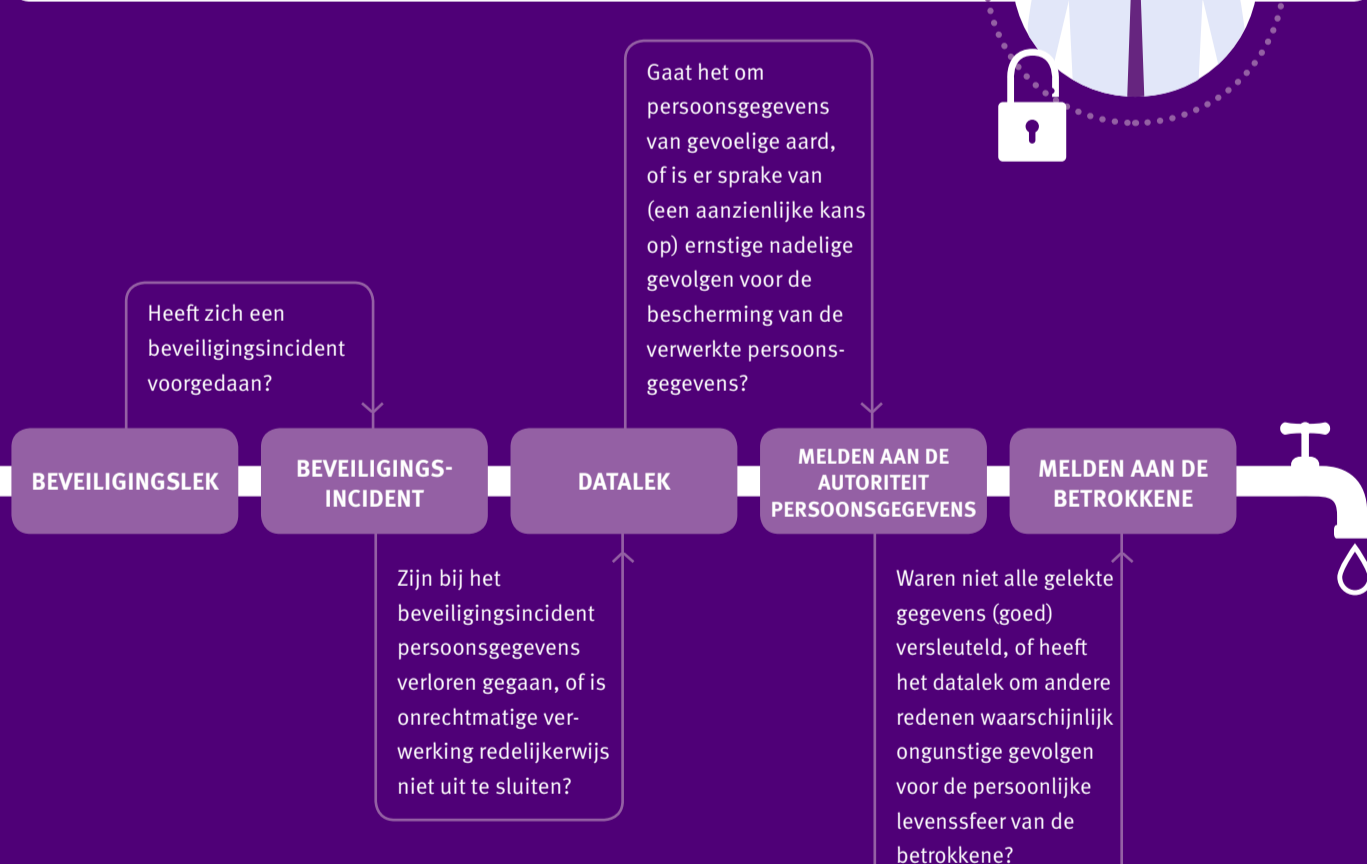 Gaat het om
persoonsgegevens
van gevoelige aard,
of is er sprake van
(een aanzienlijke kans
op) ernstige nadelige
gevolgen voor de
bescherming van de
verwerkte persoons-
gegevens?
Heeft zich een
beveiligingsincident
voorgedaan?
BEVEILIGINGSLEK
BEVEILIGINGS-
INCIDENT
DATALEK
MELDEN AAN DE
AUTORITEIT
PERSOONSGEGEVENS
MELDEN AAN DE
BETROKKENE
Zijn bij het
beveiligingsincident
persoonsgegevens
verloren gegaan, of is
onrechtmatige ver-
werking redelijkerwijs
niet uit te sluiten?
Waren niet alle gelekte
gegevens (goed)
versleuteld, of heeft
het datalek om andere
redenen waarschijnlijk
ongunstige gevolgen
voor de persoonlijke
levenssfeer van de
betrokkene?